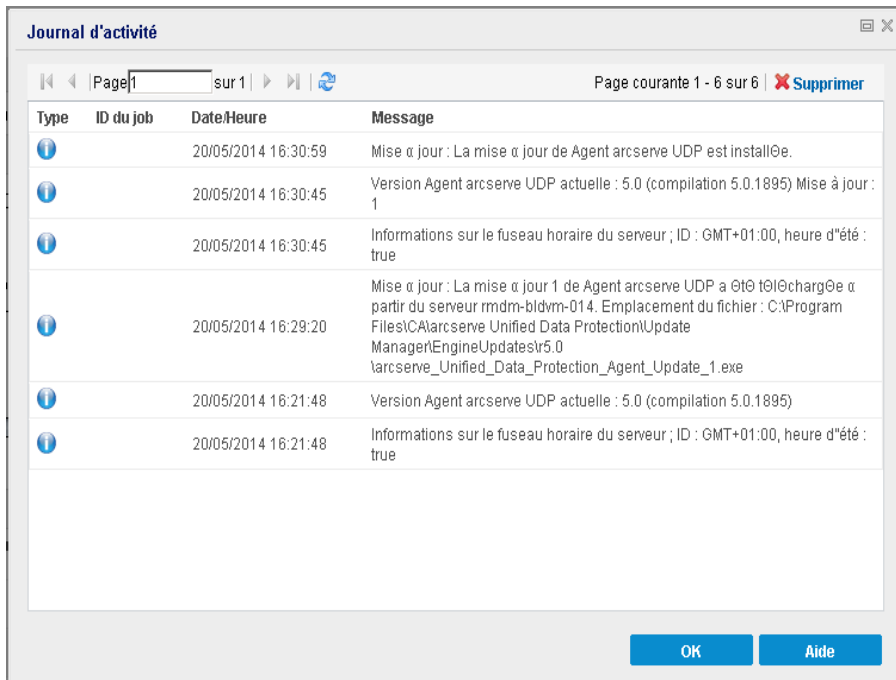 Journal d'activité
Page 1 sur 1 Page courante 1 - 6 sur 6 Supprimer
Type ID du job Date/Heure Message
20/05/2014 16:30:59 Mise α jour : La mise α jour de Agent arcserve UDP est installΘe.
Version Agent arcserve UDP actuelle : 5.0 (compilation 5.0.1895) Mise à jour :
20/05/2014 16:30:45
1
Informations sur le fuseau horaire du serveur ; ID : GMT+01:00, heure d''été :
20/05/2014 16:30:45
true
Mise α jour : La mise α jour 1 de Agent arcserve UDP a ΘtΘ tΘlΘchargΘe α
partir du serveur rmdm-bldvm-014. Emplacement du fichier : C:\Program
20/05/2014 16:29:20 Files\CA\arcserve Unified Data Protection\Update
Manager\EngineUpdates\r5.0
\arcserve_Unified_Data_Protection_Agent_Update_1.exe
20/05/2014 16:21:48 Version Agent arcserve UDP actuelle : 5.0 (compilation 5.0.1895)
Informations sur le fuseau horaire du serveur ; ID : GMT+01:00, heure d''été :
20/05/2014 16:21:48
true
OK Aide